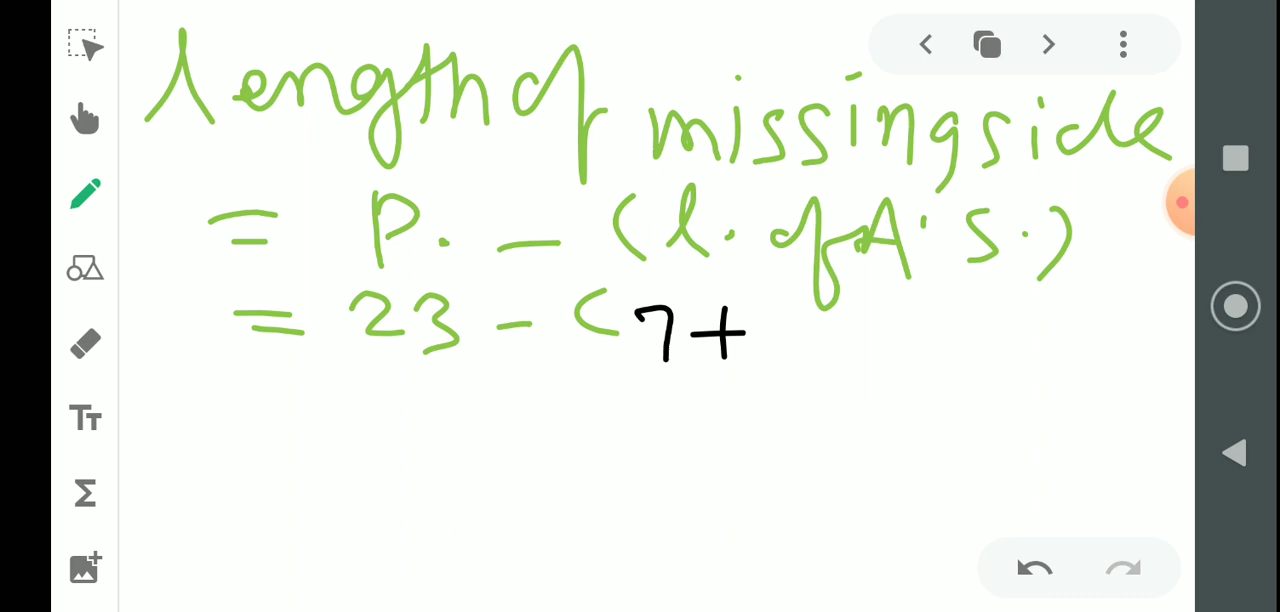 length of missing side
= P. - (l. of A. S.)
= 23 - (7+